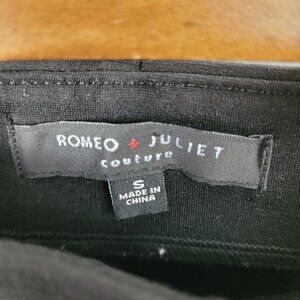 ROMEO + JULIET
couture
S
MADE IN
CHINA